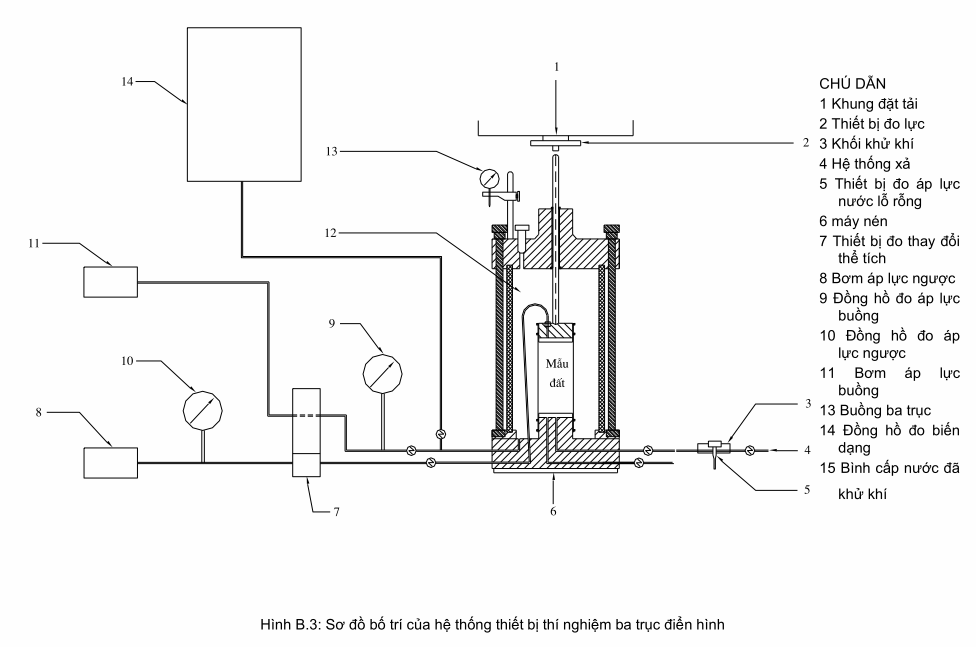 14
1
2
13
11
12
9
10
8
Mẫu
đất
3
4
5
7
6
CHÚ DẪN
1 Khung đặt tải
2 Thiết bị đo lực
3 Khối khử khí
4 Hệ thống xả
5 Thiết bị đo áp lực
nước lỗ rỗng
6 máy nén
7 Thiết bị đo thay đổi
thể tích
8 Bơm áp lực ngược
9 Đồng hồ đo áp lực
buồng
10 Đồng hồ đo áp
lực ngược
11 Bơm áp lực
buồng
13 Buồng ba trục
14 Đồng hồ đo biến
dạng
15 Bình cấp nước đã
khử khí
Hình B.3: Sơ đồ bố trí của hệ thống thiết bị thí nghiệm ba trục điển hình